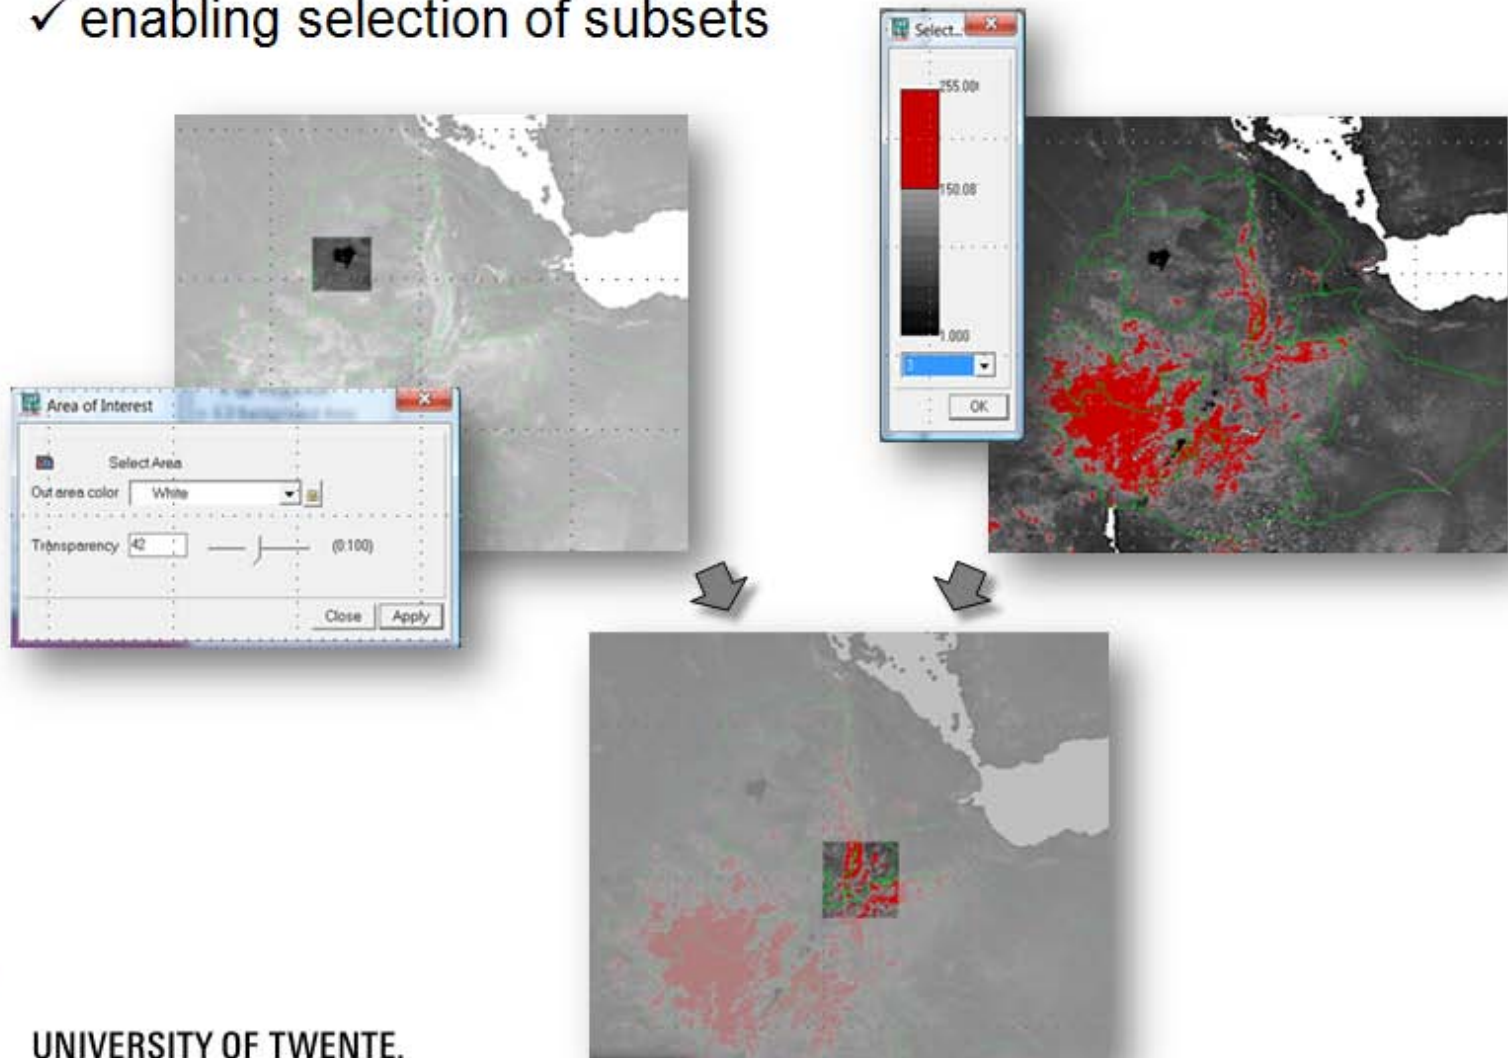 ✓ enabling selection of subsets
Select...
255.00
150.08
1.000
3
OK
Area of Interest
Select Area
Out area color White
Transparency 42 (0:100)
Close Apply
UNIVERSITY OF TWENTE.